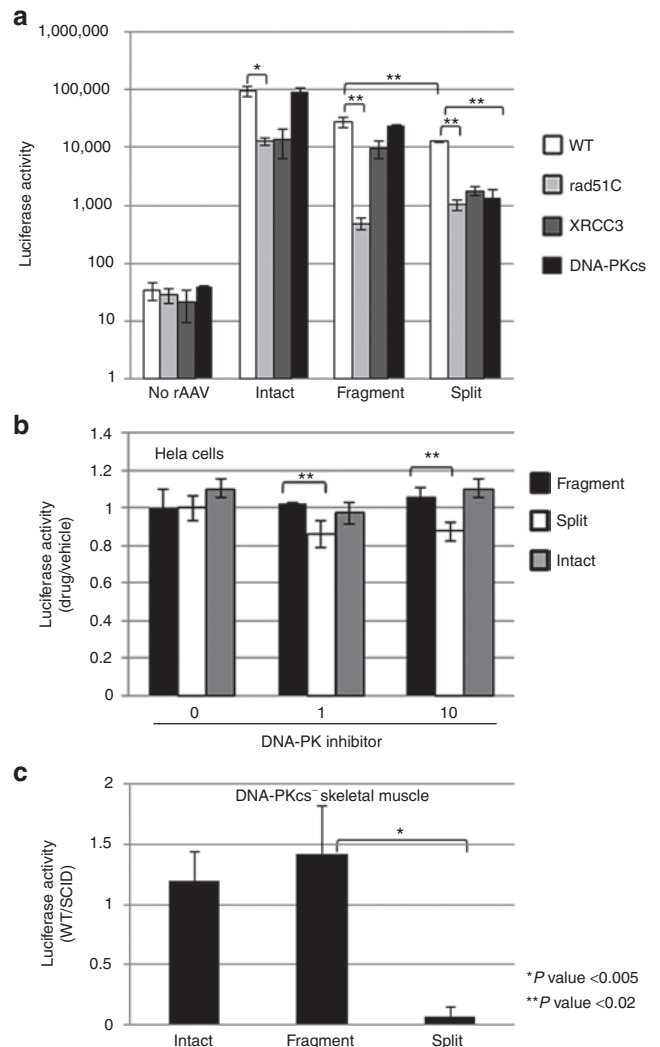 a
1,000,000
100,000
10,000
1,000
100
10
1
Luciferase activity
*
**
**
**
**
No rAAV
Intact
Fragment
Split
WT
rad51C
XRCC3
DNA-PKcs
b
1.4
1.2
1
0.8
0.6
0.4
0.2
0
Luciferase activity
(drug/vehicle)
Hela cells
**
**
0
1
10
DNA-PK inhibitor
Fragment
Split
Intact
c
2
1.5
1
0.5
0
Luciferase activity
(WT/SCID)
DNA-PKcs⁻ skeletal muscle
*
Intact
Fragment
Split
*P value <0.005
**P value <0.02